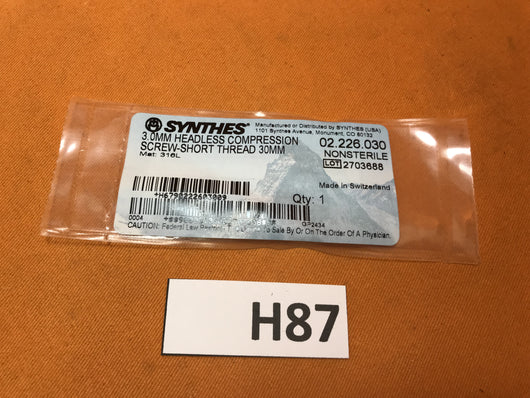 SYNTHES®
Manufactured or Distributed by SYNTHES (USA)
1101 Synthes Avenue, Monument, CO 80132
3.0MM HEADLESS COMPRESSION
SCREW-SHORT THREAD 30MM
Mat: 316L
02.226.030
NONSTERILE
LOT 2703688
Made in Switzerland
Qty: 1
0004
CAUTION: Federal Law To Sale By or On The Order Of A Physician.
H87